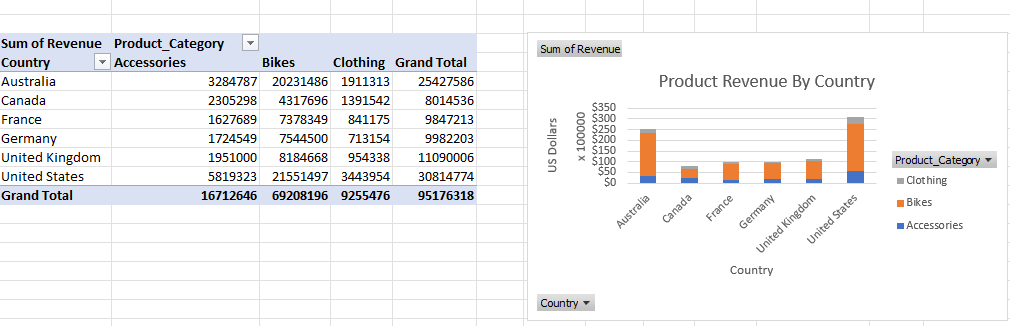 Sum of Revenue Product_Category
Country Accessories Bikes Clothing Grand Total
Australia 3284787 20231486 1911313 25427586
Canada 2305298 4317696 1391542 8014536
France 1627689 7378349 841175 9847213
Germany 1724549 7544500 713154 9982203
United Kingdom 1951000 8184668 954338 11090006
United States 5819323 21551497 3443954 30814774
Grand Total 16712646 69208196 9255476 95176318
Sum of Revenue
Product Revenue By Country
US Dollars
x 100000
$350
$300
$250
$200
$150
$100
$50
$0
Australia
Canada
France
Germany
United Kingdom
United States
Country
Product_Category
Clothing
Bikes
Accessories
Country